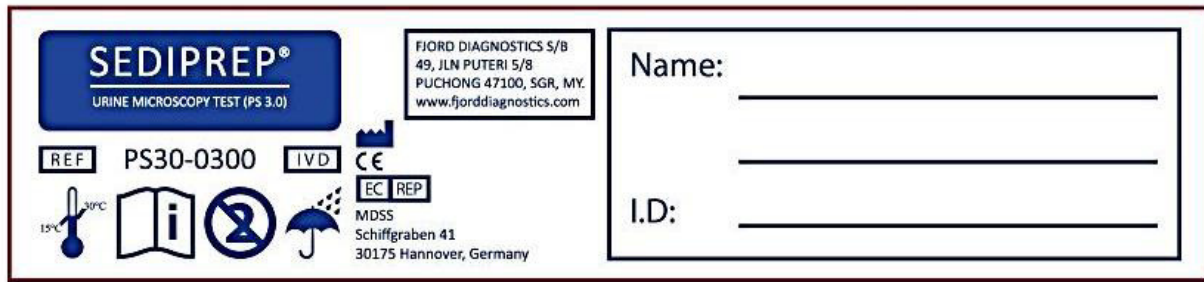 SEDIPREP®
URINE MICROSCOPY TEST (PS 3.0)
REF PS30-0300 IVD
15°C 30°C
i
2
FJORD DIAGNOSTICS S/B
49, JLN PUTERI 5/8
PUCHONG 47100, SGR, MY.
www.fjorddiagnostics.com
CE
EC REP
MDSS
Schiffgraben 41
30175 Hannover, Germany
Name:
I.D: